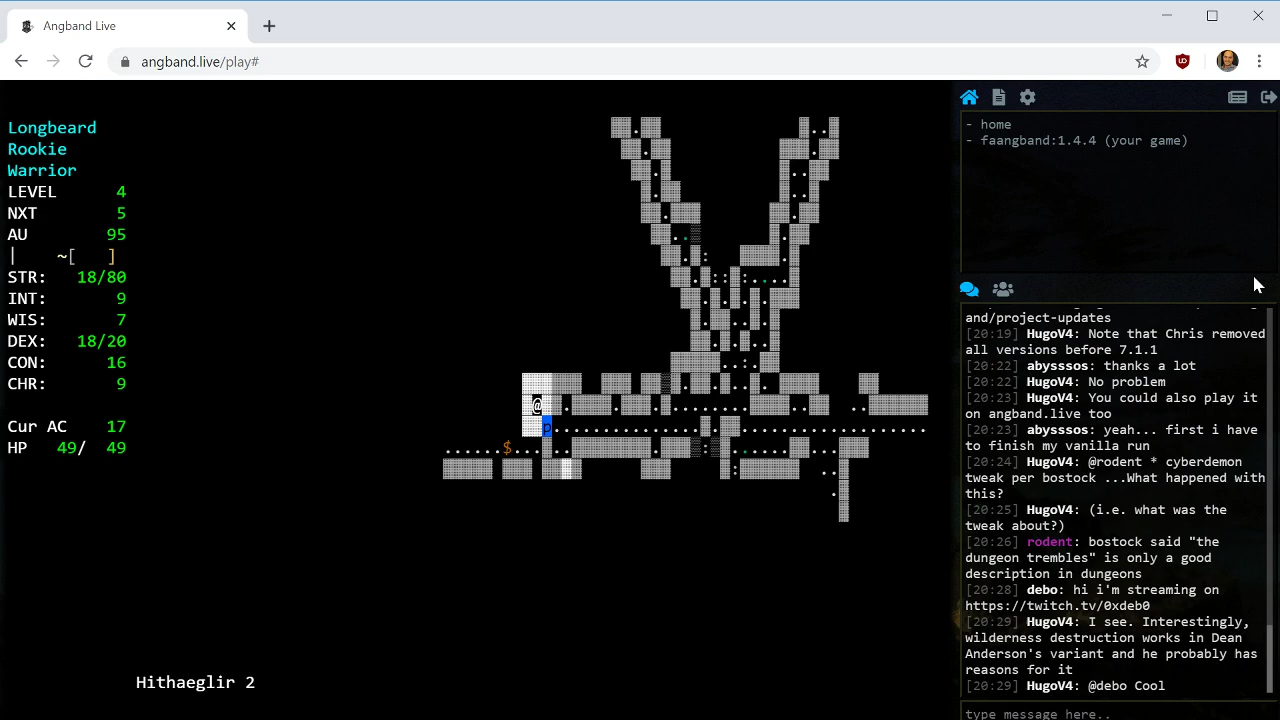 Angband Live
angband.live/play#
Longbeard
Rookie
Warrior
LEVEL 4
NXT 5
AU 95
| ~[ ]
STR: 18/80
INT: 9
WIS: 7
DEX: 18/20
CON: 16
CHR: 9
Cur AC 17
HP 49/ 49
@
p
$
Hithaeglir 2
- home
- faangband:1.4.4 (your game)
and/project-updates
[20:19] HugoV4: Note that Chris removed
all versions before 7.1.1
[20:22] abysssos: thanks a lot
[20:22] HugoV4: No problem
[20:23] HugoV4: You could also play it
on angband.live too
[20:23] abysssos: yeah... first i have
to finish my vanilla run
[20:24] HugoV4: @rodent * cyberdemon
tweak per bostock ...What happened with
this?
[20:25] HugoV4: (i.e. what was the
tweak about?)
[20:26] rodent: bostock said "the
dungeon trembles" is only a good
description in dungeons
[20:28] debo: hi i'm streaming on
https://twitch.tv/0xdeb0
[20:29] HugoV4: I see. Interestingly,
wilderness destruction works in Dean
Anderson's variant and he probably has
reasons for it
[20:29] HugoV4: @debo Cool
type message here..